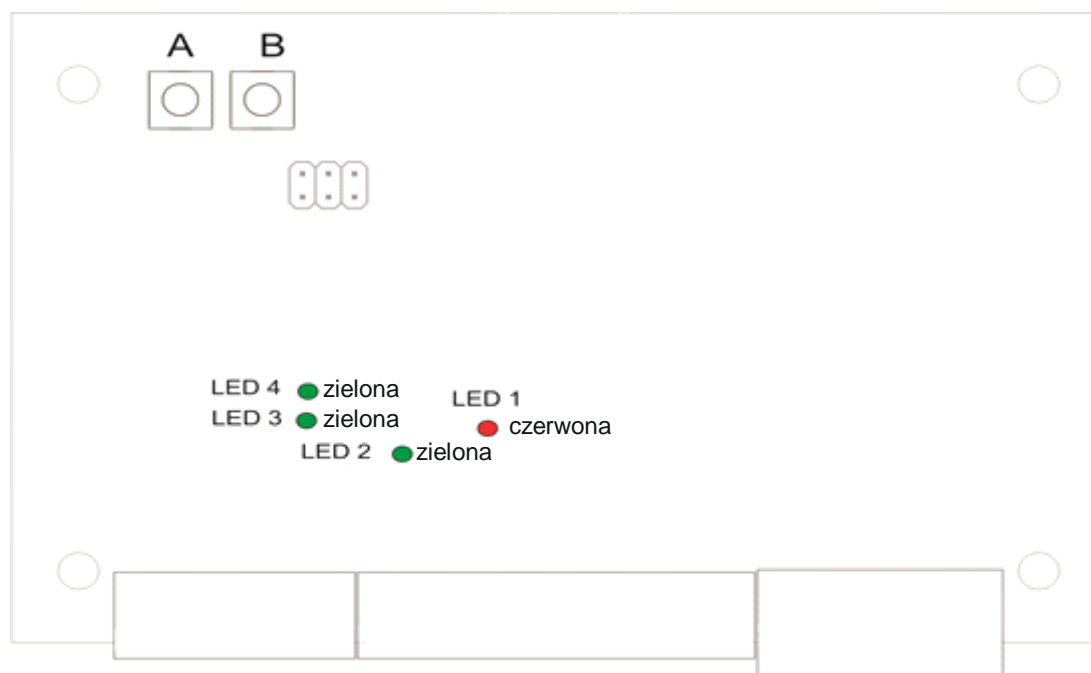 A B
LED 4 zielona
LED 1
LED 3 zielona
czerwona
LED 2 zielona